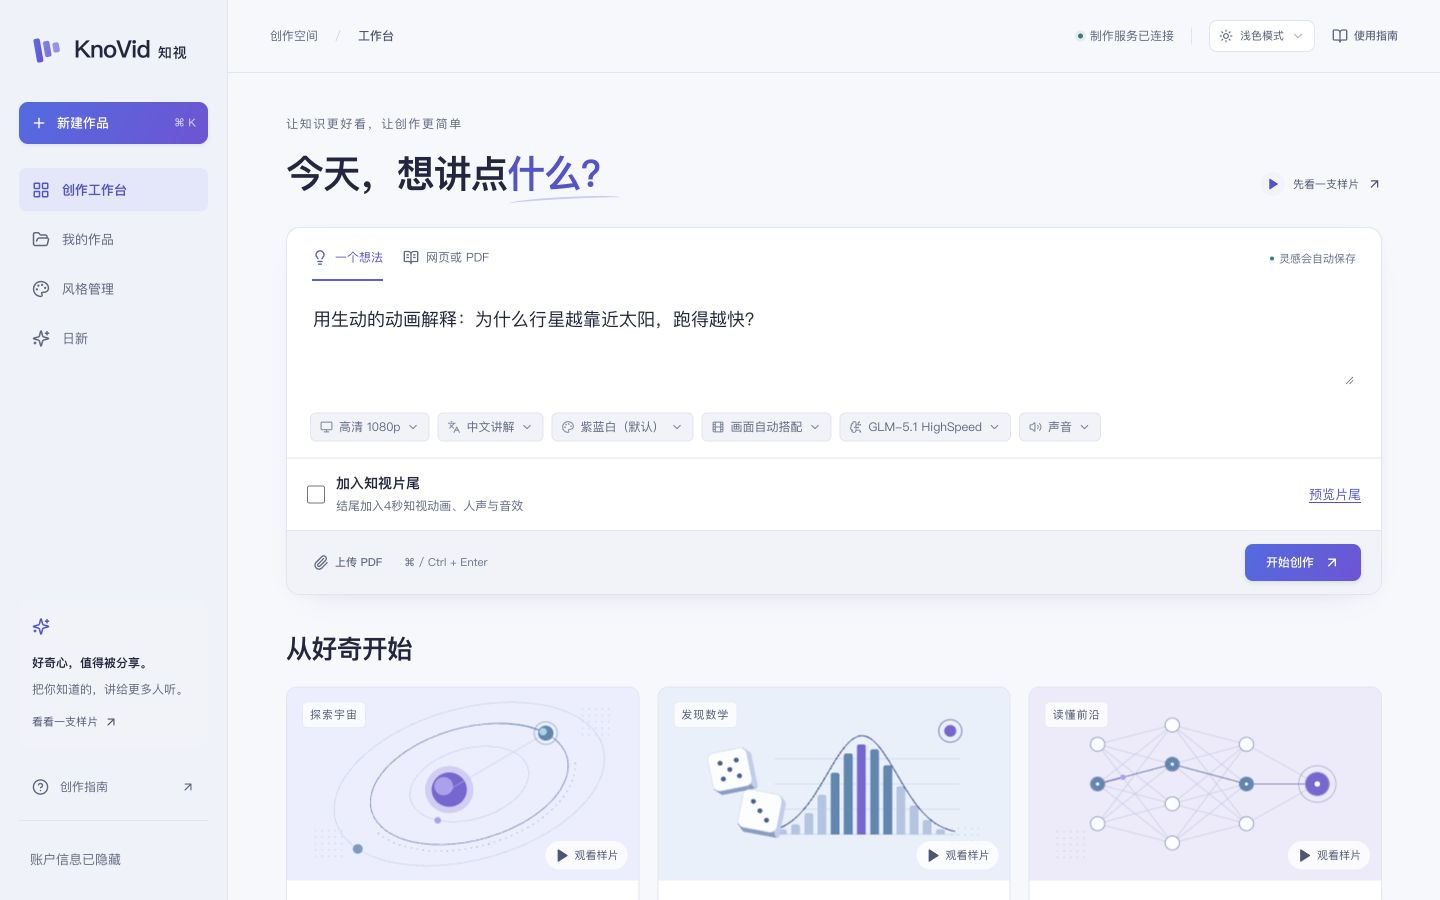 KnoVid 知视
新建作品 ⌘ K
创作工作台
我的作品
风格管理
日新
好奇心，值得被分享。
把你知道的，讲给更多人听。
看看一支样片
创作指南
账户信息已隐藏
创作空间 / 工作台
制作服务已连接
浅色模式
使用指南
让知识更好看，让创作更简单
今天，想讲点什么?
先看一支样片
一个想法
网页或 PDF
灵感会自动保存
用生动的动画解释：为什么行星越靠近太阳，跑得越快?
高清 1080p
中文讲解
紫蓝白（默认）
画面自动搭配
GLM-5.1 HighSpeed
声音
加入知视片尾
结尾加入4秒知视动画、人声与音效
预览片尾
上传 PDF
⌘ / Ctrl + Enter
开始创作
从好奇开始
探索宇宙
观看样片
发现数学
观看样片
读懂前沿
观看样片